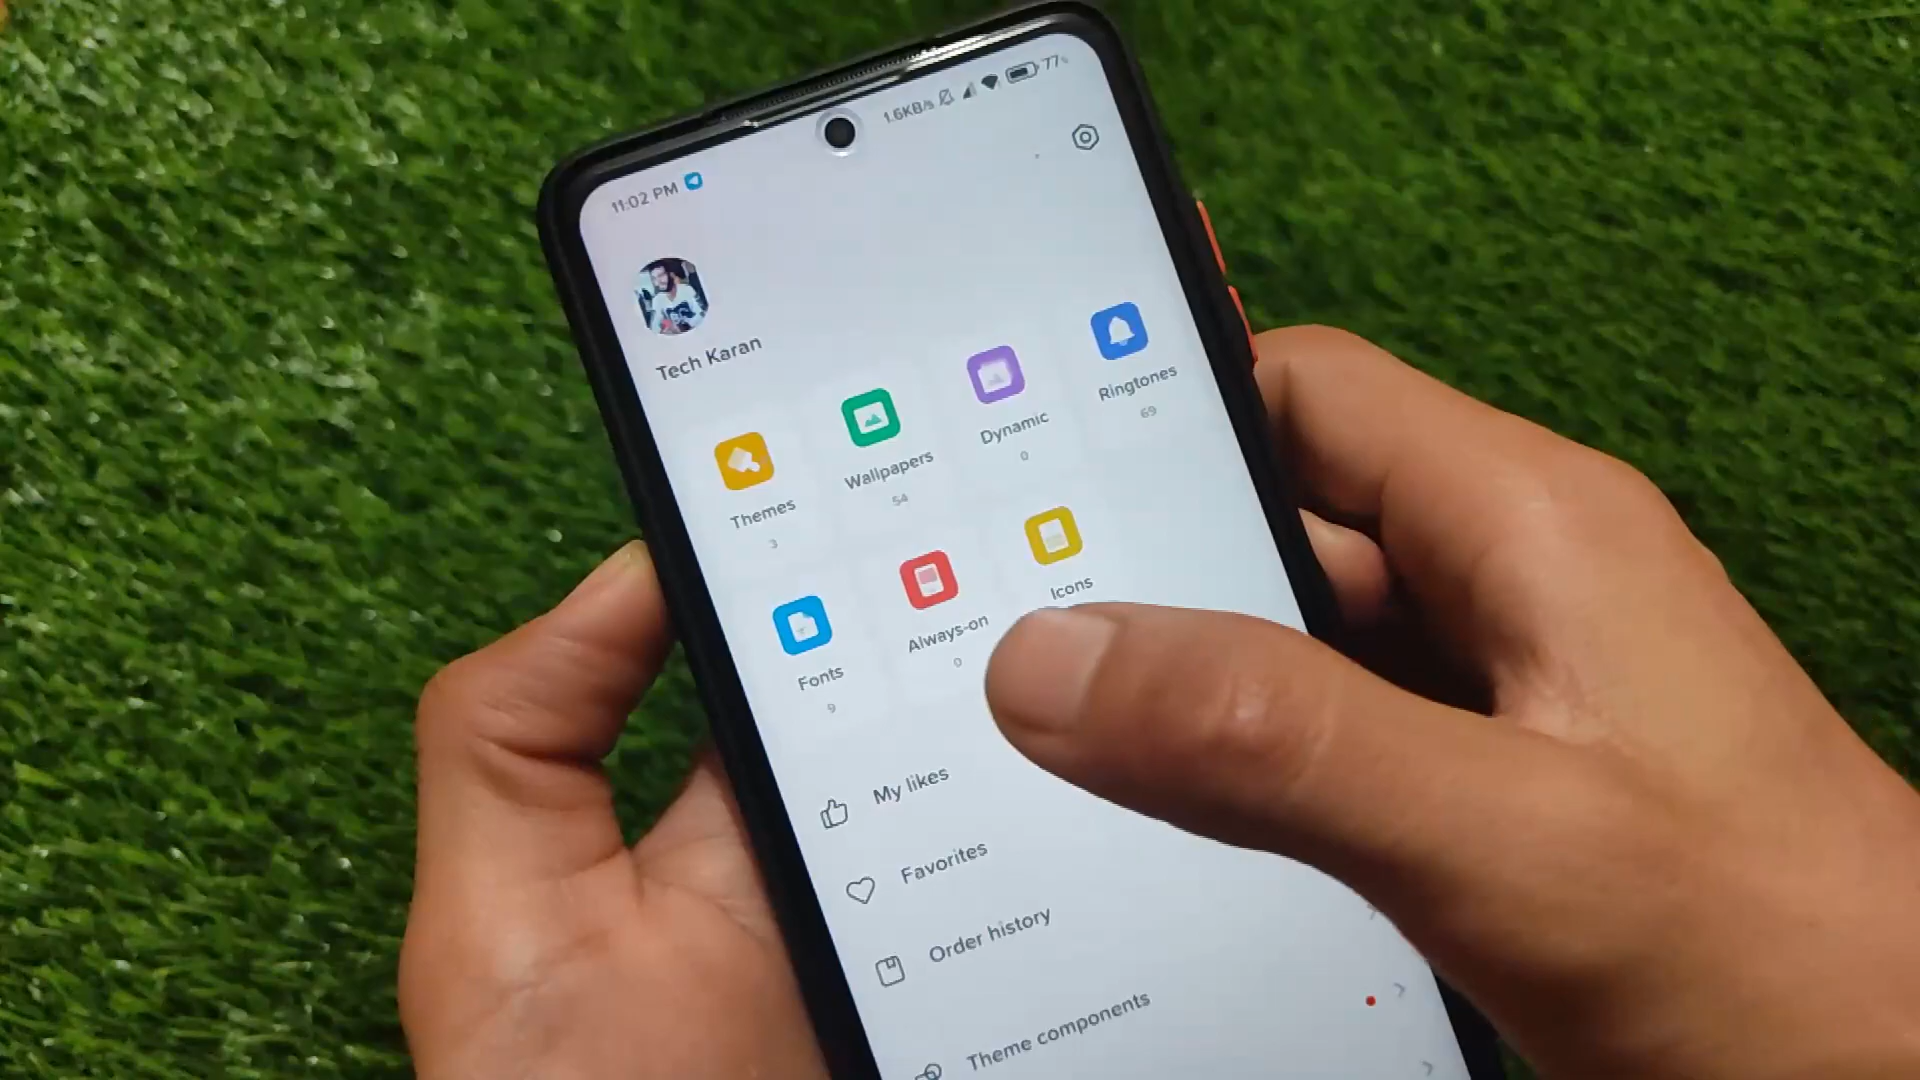 11:02 PM
1.6KB/s
77%
Tech Karan
Themes
3
Wallpapers
54
Dynamic
0
Ringtones
69
Fonts
9
Always-on
0
Icons
My likes
Favorites
Order history
Theme components